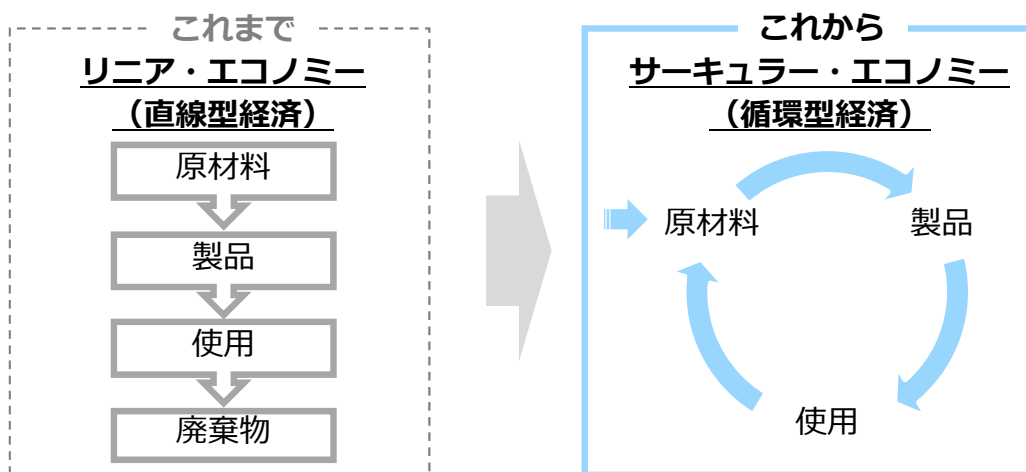 これまで
リニア・エコノミー
（直線型経済）
原材料
製品
使用
廃棄物
これから
サーキュラー・エコノミー
（循環型経済）
原材料
製品
使用